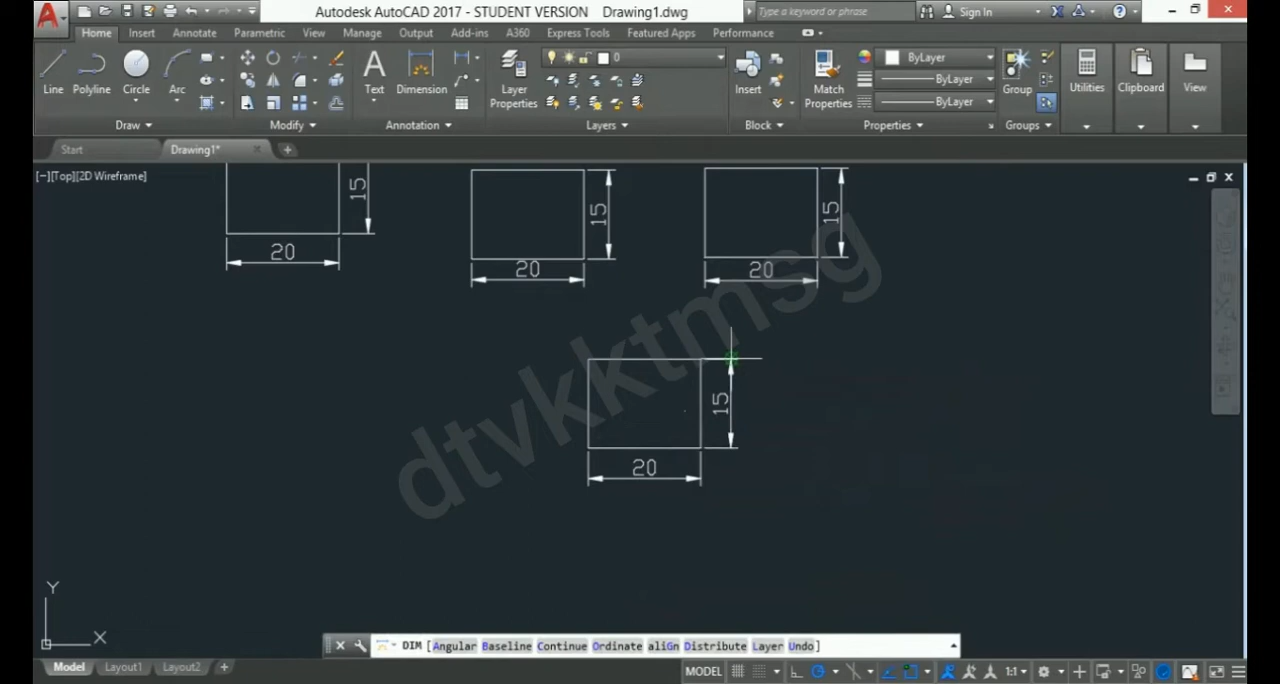 Autodesk AutoCAD 2017 - STUDENT VERSION Drawing1.dwg
Type a keyword or phrase
Sign In
Home Insert Annotate Parametric View Manage Output Add-ins A360 Express Tools Featured Apps Performance
0
ByLayer
Line Polyline Circle Arc
Text Dimension
Layer Properties
Insert
Match Properties
ByLayer
ByLayer
Group
Utilities Clipboard View
Draw Modify Annotation Layers Block Properties Groups
Start Drawing1*
[−][Top][2D Wireframe]
15
20
15
20
15
20
dtvkktmsg
15
20
Y
X
DIM [Angular Baseline Continue Ordinate aliGn Distribute Layer Undo]
Model Layout1 Layout2
MODEL 1:1